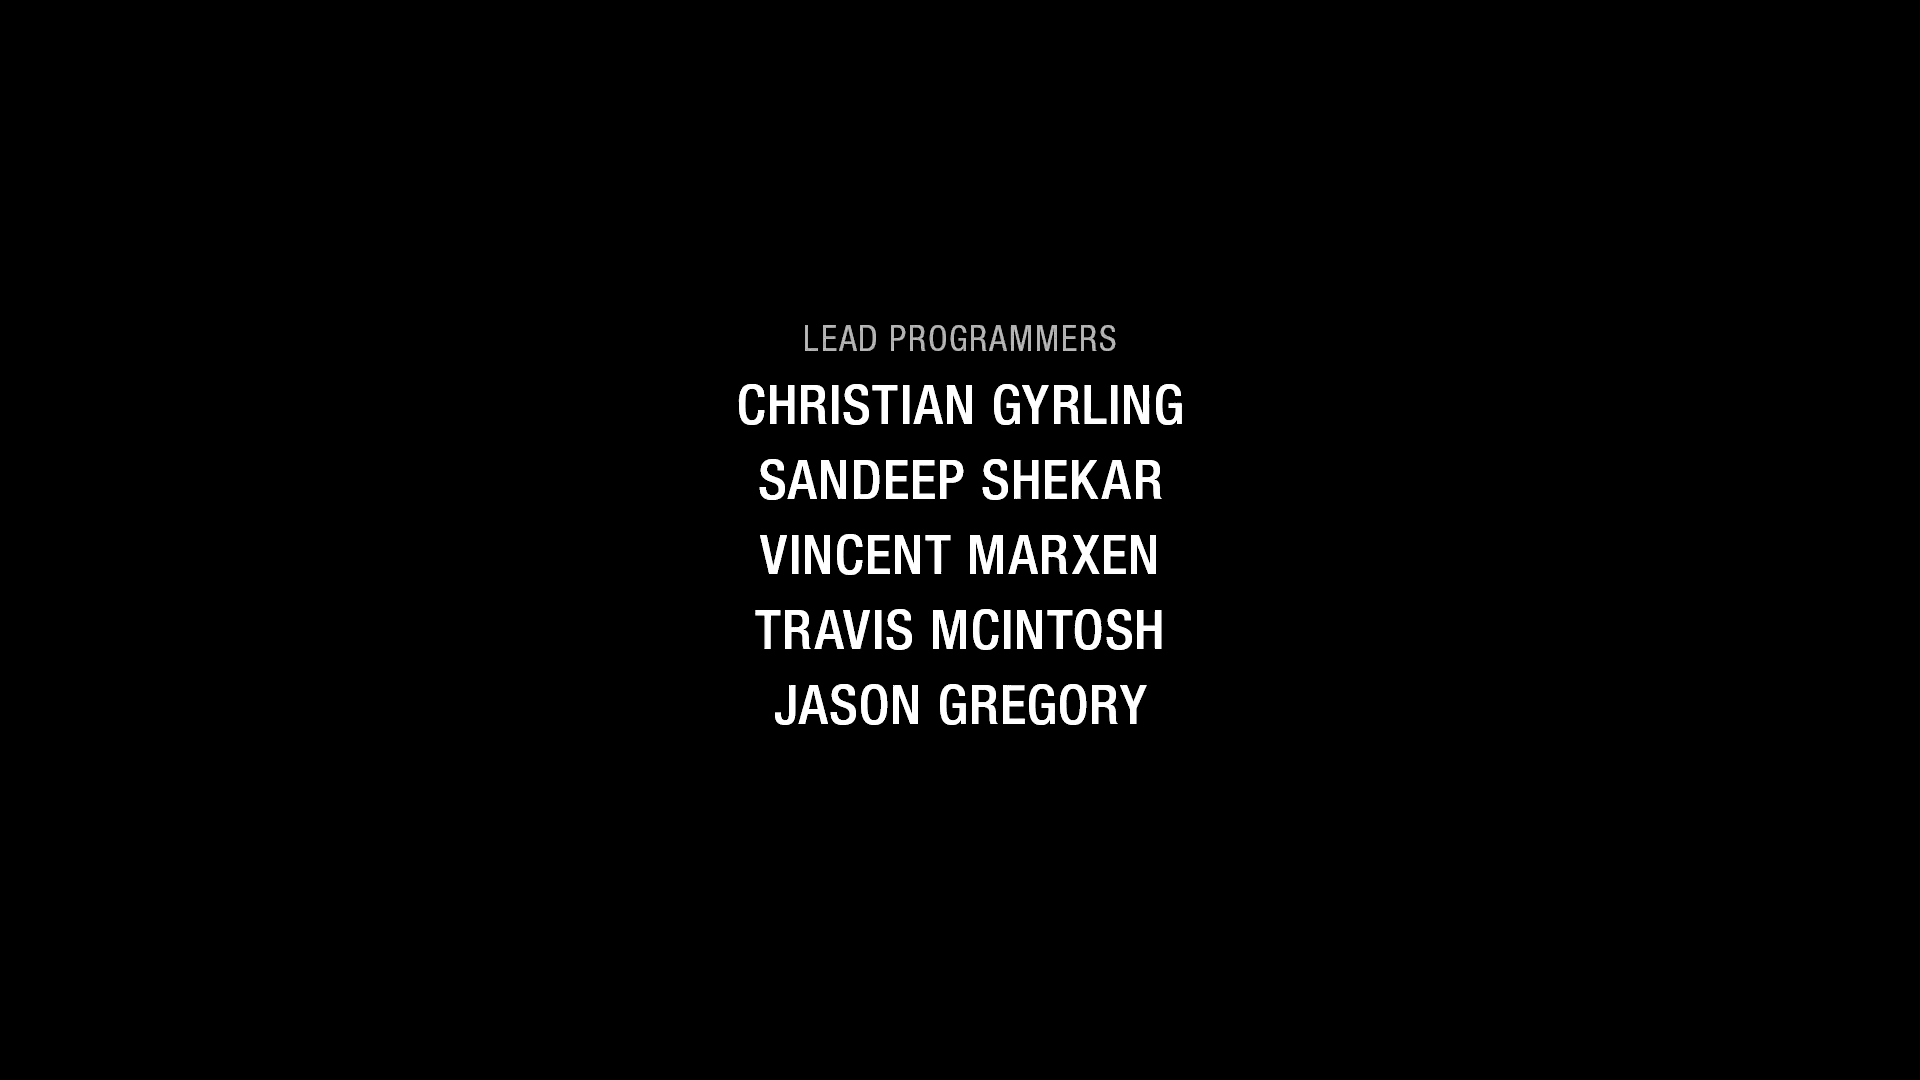 LEAD PROGRAMMERS
CHRISTIAN GYRLING
SANDEEP SHEKAR
VINCENT MARXEN
TRAVIS MCINTOSH
JASON GREGORY